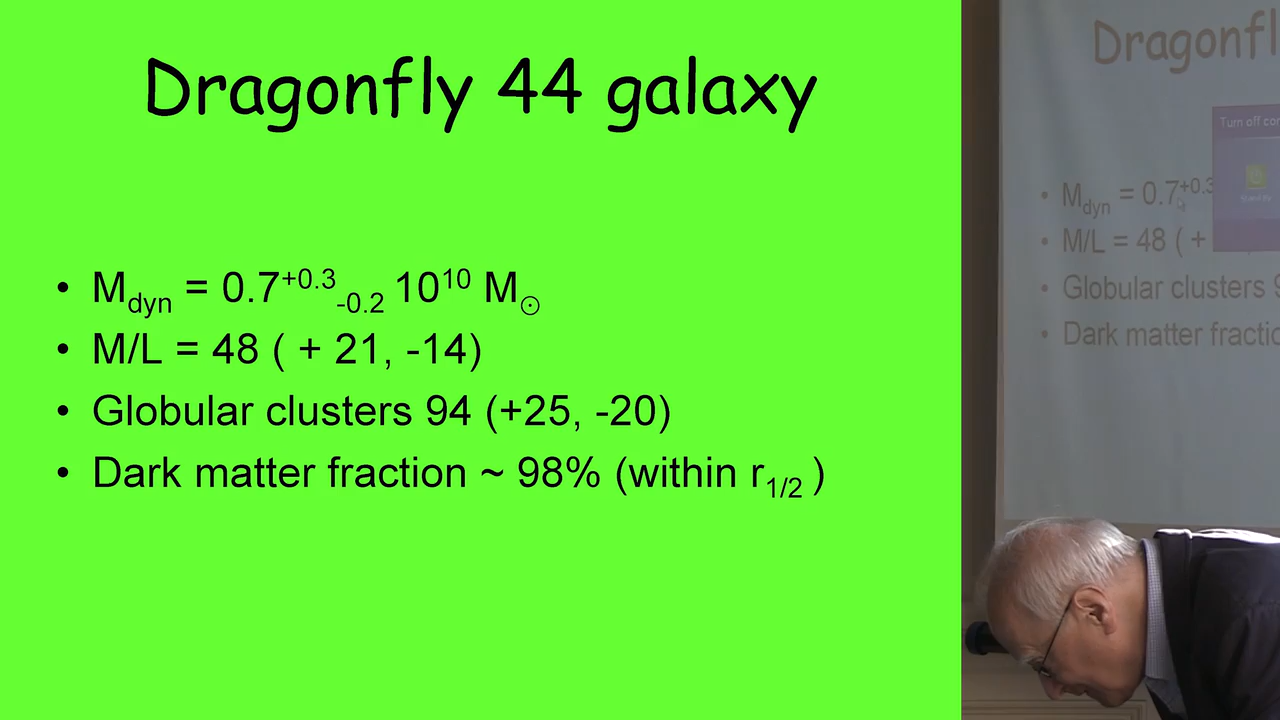 Dragonfly 44 galaxy
• M_dyn = 0.7^+0.3_-0.2 10^10 M_⊙
• M/L = 48 ( + 21, -14)
• Globular clusters 94 (+25, -20)
• Dark matter fraction ~ 98% (within r_1/2 )
Dragonfl
Turn off con
• M_dyn = 0.7^+0.3
• M/L = 48 ( +
• Globular clusters 9
• Dark matter fractio